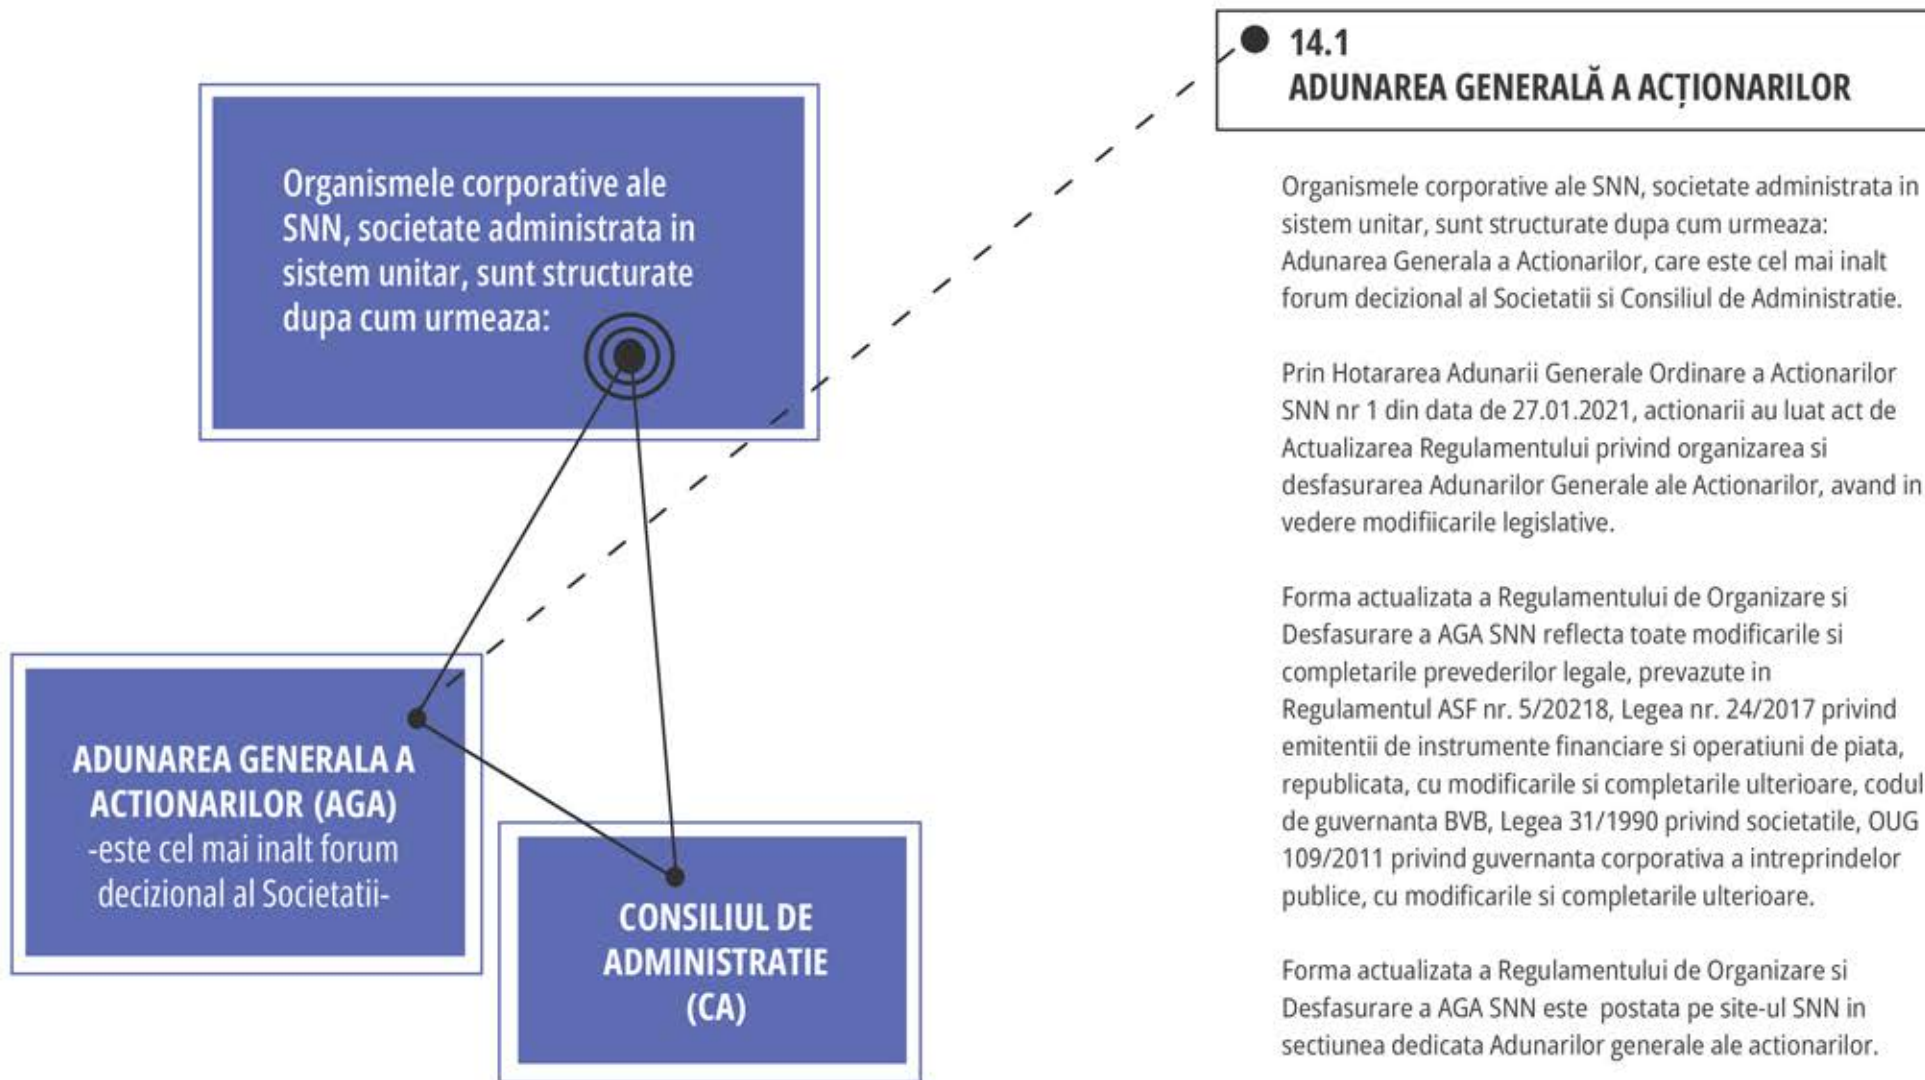 Organismele corporative ale
SNN, societate administrata in
sistem unitar, sunt structurate
dupa cum urmeaza:
ADUNAREA GENERALA A
ACTIONARILOR (AGA)
-este cel mai inalt forum
decizional al Societatii-
CONSILIUL DE
ADMINISTRATIE
(CA)
14.1
ADUNAREA GENERALĂ A ACȚIONARILOR
Organismele corporative ale SNN, societate administrata in
sistem unitar, sunt structurate dupa cum urmeaza:
Adunarea Generala a Actionarilor, care este cel mai inalt
forum decizional al Societatii si Consiliul de Administratie.
Prin Hotararea Adunarii Generale Ordinare a Actionarilor
SNN nr 1 din data de 27.01.2021, actionarii au luat act de
Actualizarea Regulamentului privind organizarea si
desfasurarea Adunarilor Generale ale Actionarilor, avand in
vedere modifiicarile legislative.
Forma actualizata a Regulamentului de Organizare si
Desfasurare a AGA SNN reflecta toate modificarile si
completarile prevederilor legale, prevazute in
Regulamentul ASF nr. 5/20218, Legea nr. 24/2017 privind
emitentii de instrumente financiare si operatiuni de piata,
republicata, cu modificarile si completarile ulterioare, codul
de guvernanta BVB, Legea 31/1990 privind societatile, OUG
109/2011 privind guvernanta corporativa a intreprindelor
publice, cu modificarile si completarile ulterioare.
Forma actualizata a Regulamentului de Organizare si
Desfasurare a AGA SNN este  postata pe site-ul SNN in
sectiunea dedicata Adunarilor generale ale actionarilor.